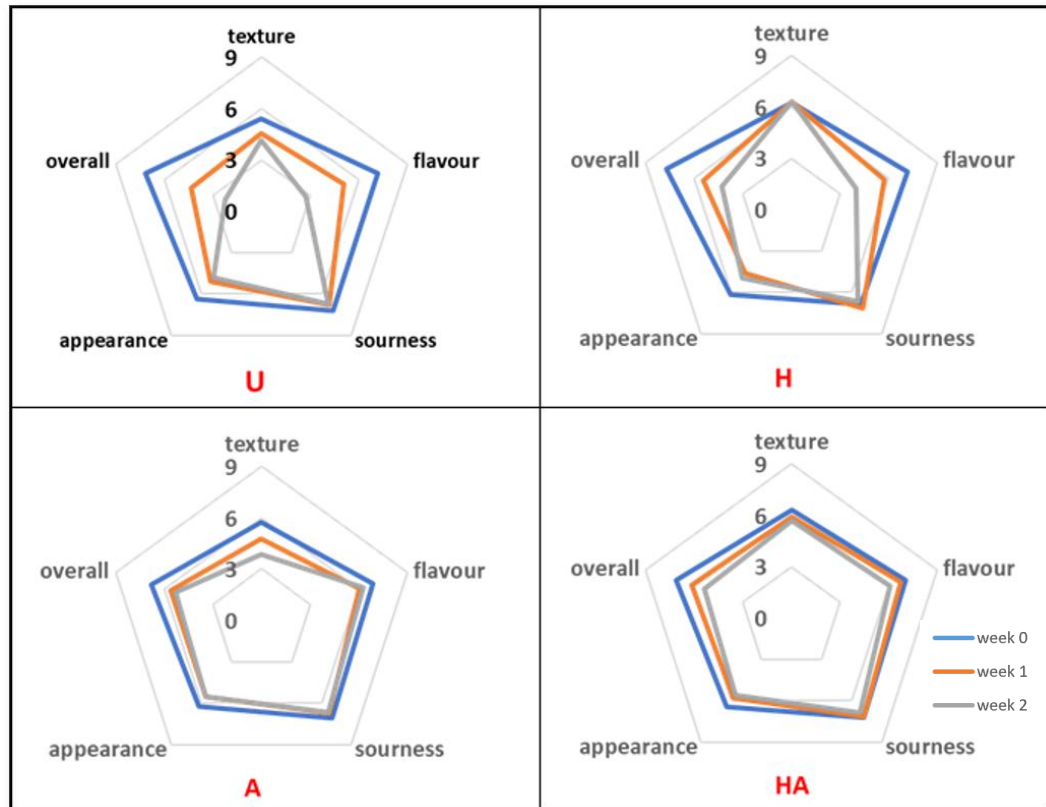 texture
9
6
overall
flavour
3
0
appearance
sourness
U
texture
9
6
overall
flavour
3
0
appearance
sourness
H
texture
9
6
overall
flavour
3
0
appearance
sourness
A
texture
9
6
overall
flavour
3
0
week 0
week 1
week 2
appearance
sourness
HA